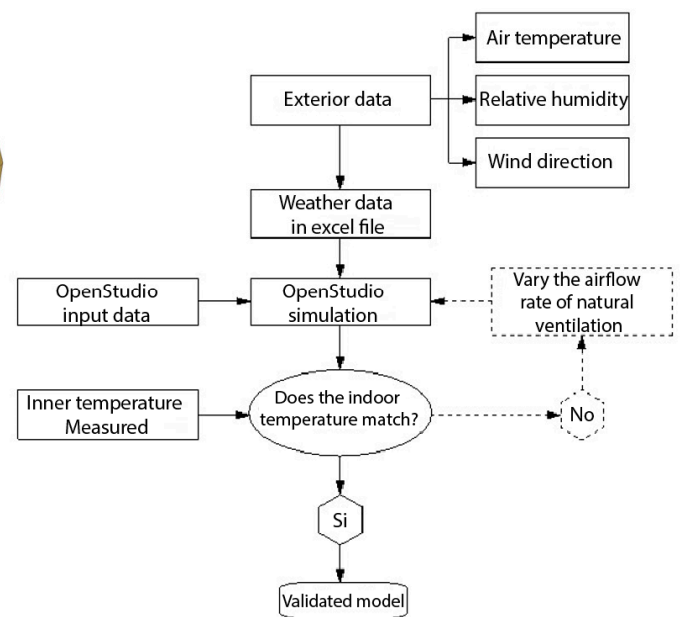 Air temperature
Exterior data
Relative humidity
Wind direction
Weather data
in excel file
OpenStudio
input data
OpenStudio
simulation
Vary the airflow
rate of natural
ventilation
Inner temperature
Measured
Does the indoor
temperature match?
No
Si
Validated model